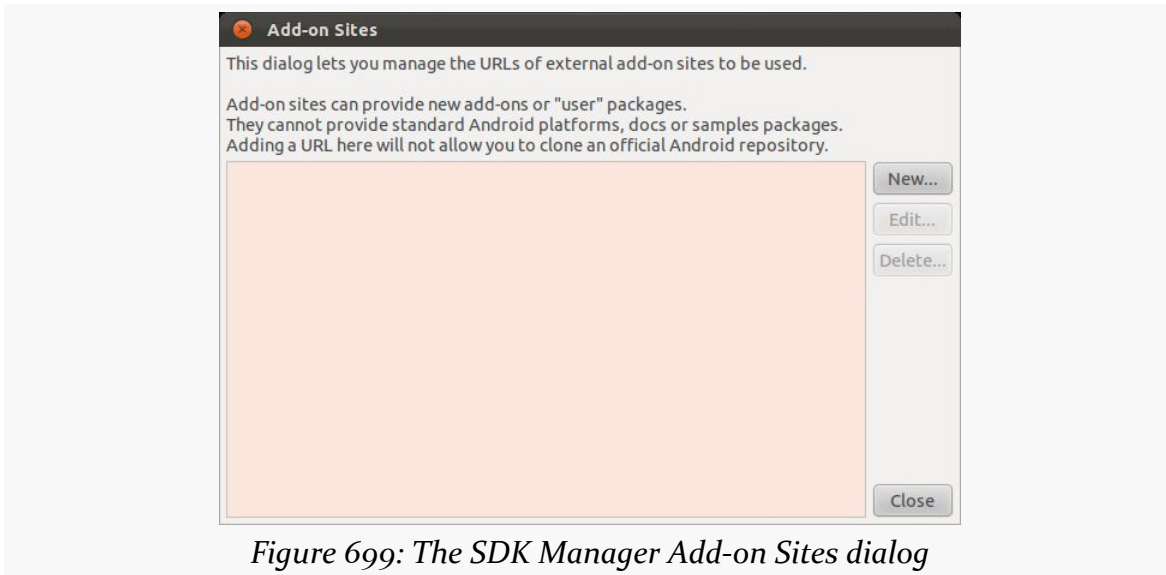 Add-on Sites
This dialog lets you manage the URLs of external add-on sites to be used.
Add-on sites can provide new add-ons or "user" packages.
They cannot provide standard Android platforms, docs or samples packages.
Adding a URL here will not allow you to clone an official Android repository.
New...
Edit...
Delete...
Close
Figure 699: The SDK Manager Add-on Sites dialog